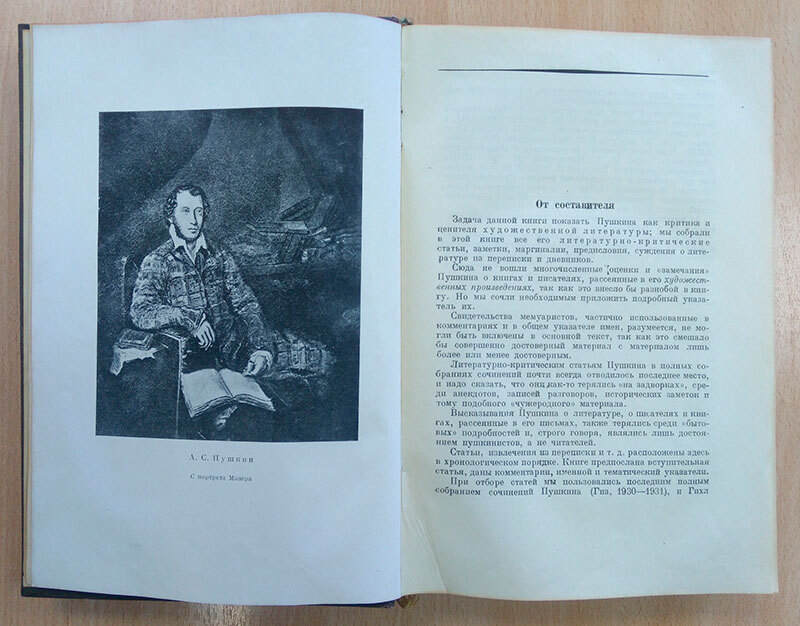 А. С. Пушкин
С портрета Мазера
От составителя
Задача данной книги показать Пушкина как критика и
ценителя художественной литературы; мы собрали
в этой книге все его литературно-критические
статьи, заметки, маргиналии, предисловия, суждения о лите-
ратуре из переписки и дневников.
Сюда не вошли многочисленные оценки и «замечания»
Пушкина о книгах и писателях, рассеянные в его художест-
венных произведениях, так как это внесло бы разнобой в кни-
гу. Но мы сочли необходимым приложить подробный указа-
тель их.
Свидетельства мемуаристов, частично использованные в
комментариях и в общем указателе имен, разумеется, не мо-
гли быть включены в основной текст, так как это смешало
бы совершенно достоверный материал с материалом лишь
более или менее достоверным.
Литературно-критическим статьям Пушкина в полных со-
браниях сочинений почти всегда отводилось последнее место,
и надо сказать, что они как-то терялись «на задворках», сре-
ди анекдотов, записей разговоров, исторических заметок и
тому подобного «чужеродного» материала.
Высказывания Пушкина о литературе, о писателях и кни-
гах, рассеянные в его письмах, также терялись среди «быто-
вых» подробностей и, строго говоря, являлись лишь достоя-
нием пушкинистов, а не читателей.
Статьи, извлечения из переписки и т. д. расположены здесь
в хронологическом порядке. Книге предпослана вступительная
статья, даны комментарии, именной и тематический указатели.
При отборе статей мы пользовались последним полным
собранием сочинений Пушкина (Гиз, 1930—1931), и Гихл